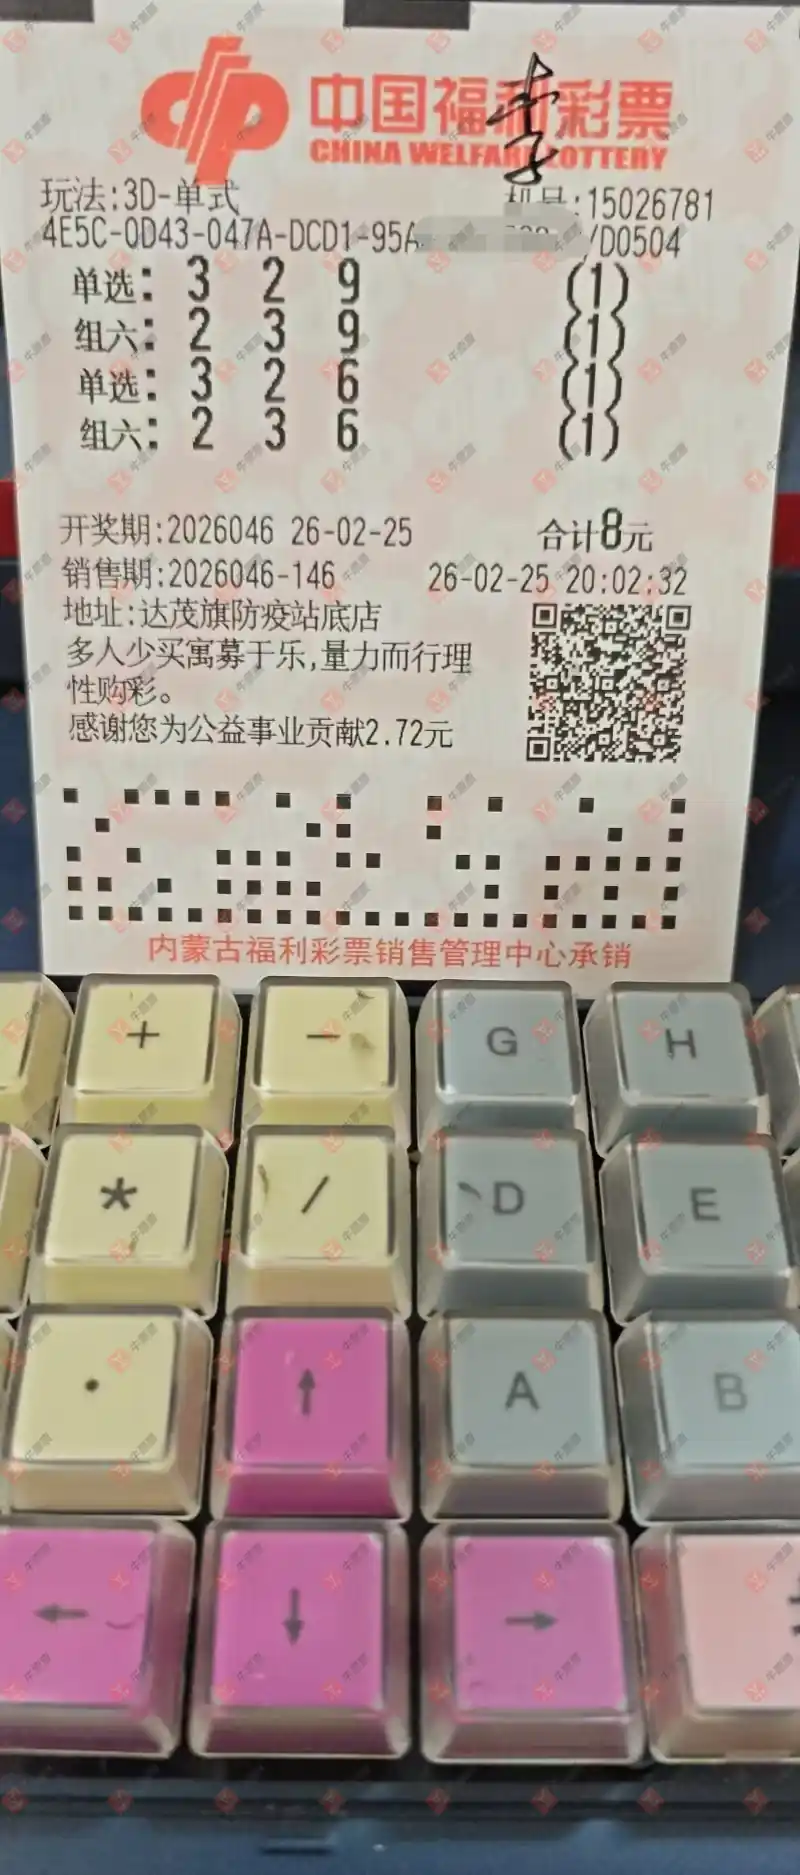 中国福利彩票
CHINA WELFARE LOTTERY
李
玩法:3D-单式 机号:15026781
4E5C-0D43-047A-DCD1-95A /D0504
单选: 3 2 9 (1)
组六: 2 3 9 (1)
单选: 3 2 6 (1)
组六: 2 3 6 (1)
开奖期:2026046 26-02-25 合计8元
销售期:2026046-146 26-02-25 20:02:32
地址:达茂旗防疫站底店
多人少买寓募于乐,量力而行理
性购彩。
感谢您为公益事业贡献2.72元
内蒙古福利彩票销售管理中心承销
+ - G H
* / D E
· ↑ A B
← ↓ →